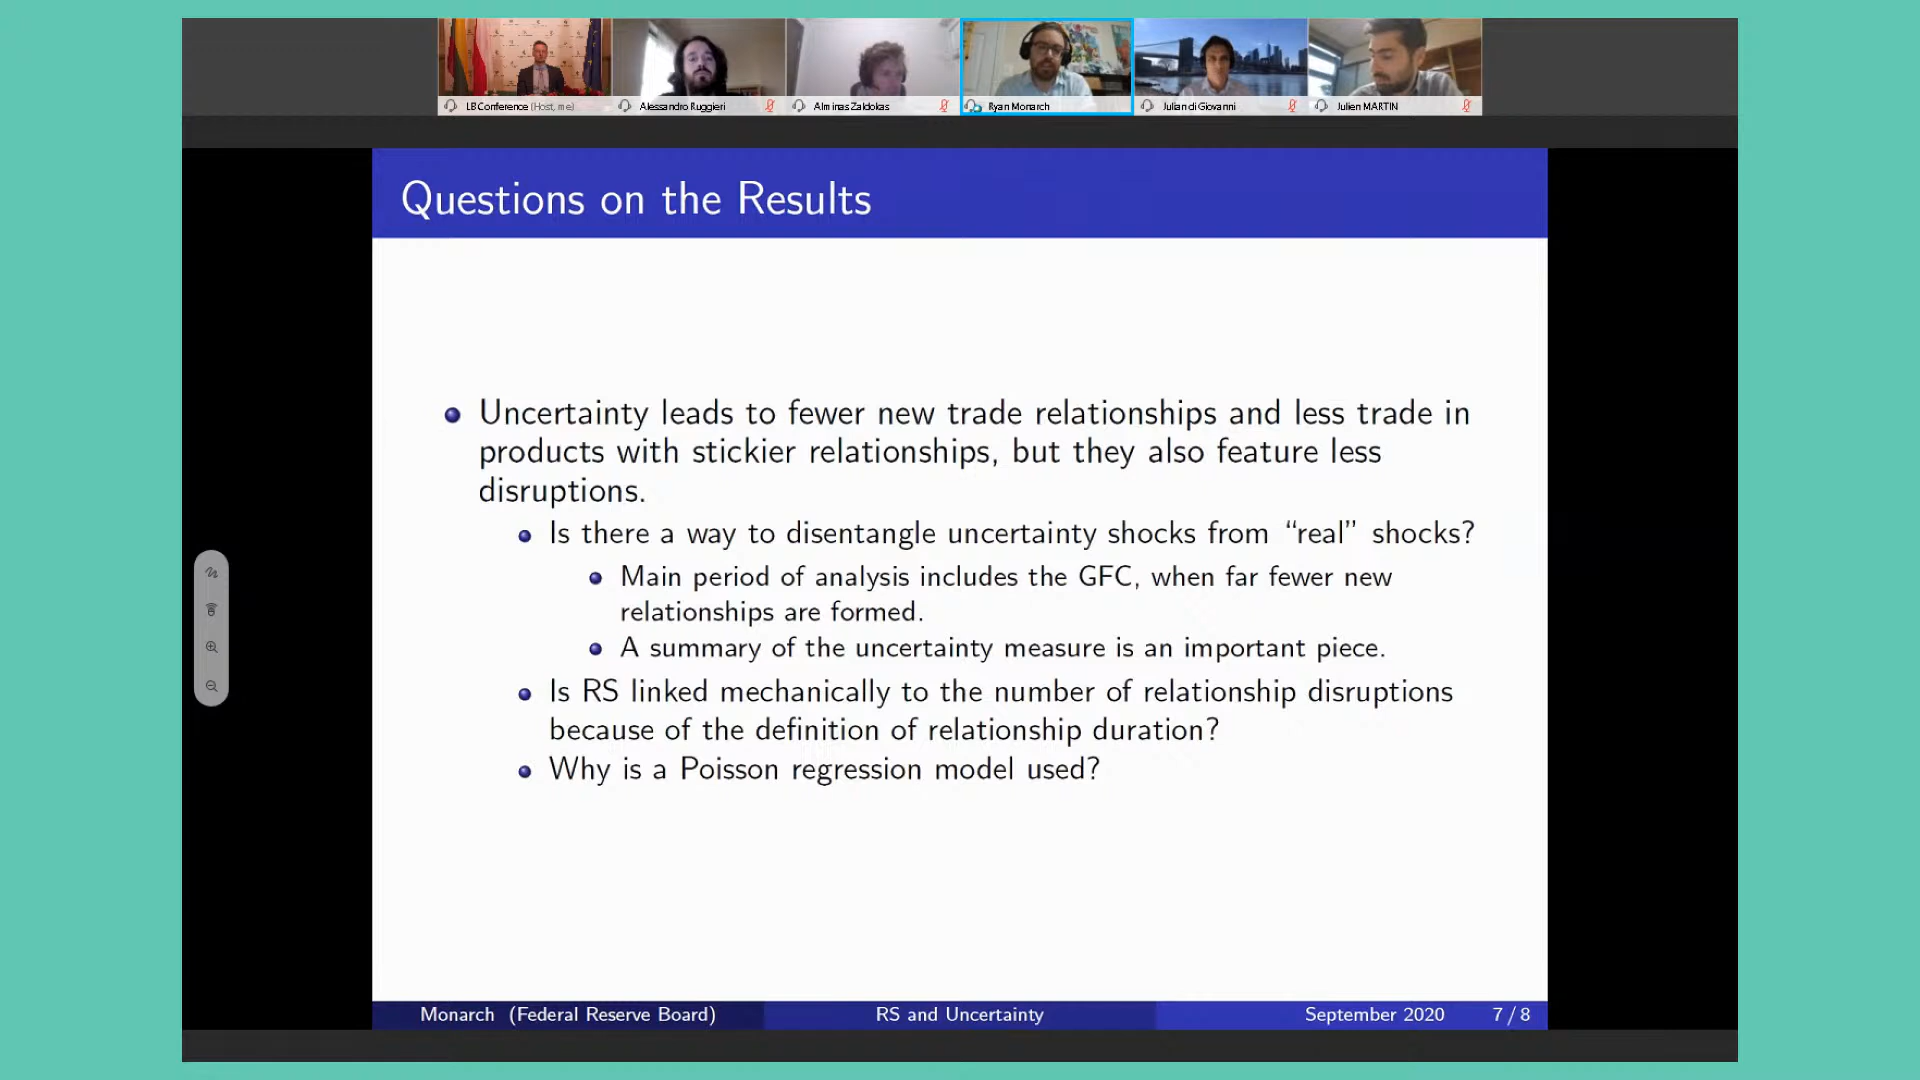 LB Conference (Host, me)
Alessandro Ruggieri
Alminas Zaldokas
Ryan Monarch
Julian di Giovanni
Julien MARTIN
Questions on the Results
Uncertainty leads to fewer new trade relationships and less trade in
products with stickier relationships, but they also feature less
disruptions.
Is there a way to disentangle uncertainty shocks from “real” shocks?
Main period of analysis includes the GFC, when far fewer new
relationships are formed.
A summary of the uncertainty measure is an important piece.
Is RS linked mechanically to the number of relationship disruptions
because of the definition of relationship duration?
Why is a Poisson regression model used?
Monarch (Federal Reserve Board)
RS and Uncertainty
September 2020
7 / 8